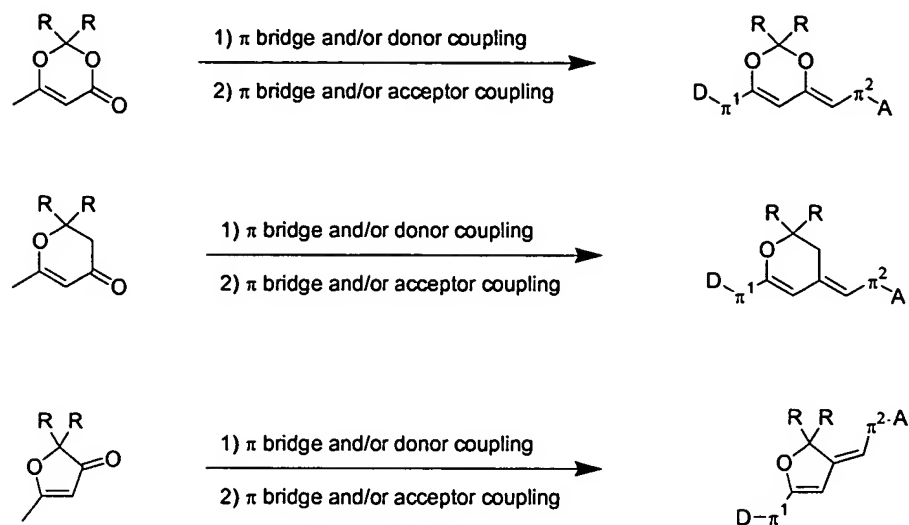 R R
O O
O
1) π bridge and/or donor coupling
2) π bridge and/or acceptor coupling
R R
O O
D π¹ π² A
R R
O
O
1) π bridge and/or donor coupling
2) π bridge and/or acceptor coupling
R R
O
D π¹ π² A
R R
O
O
1) π bridge and/or donor coupling
2) π bridge and/or acceptor coupling
R R π²-A
O
D-π¹